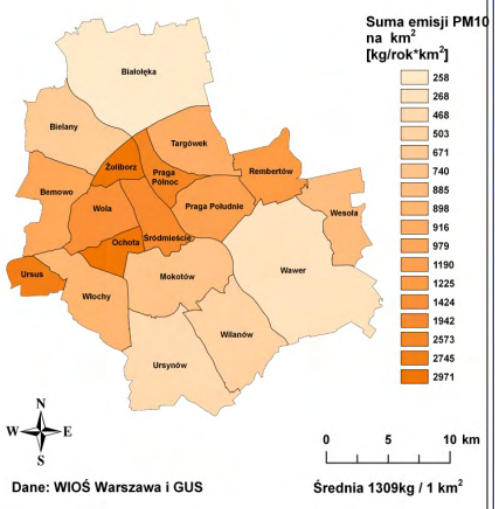 Suma emisji PM10
na km²
[kg/rok*km²]
258
268
468
503
671
740
885
898
916
979
1190
1225
1424
1942
2573
2745
2971
Białołęka
Bielany
Targówek
Żoliborz
Praga
Północ
Rembertów
Bemowo
Wola
Praga Południe
Wesoła
Śródmieście
Ochota
Ursus
Mokotów
Wawer
Włochy
Wilanów
Ursynów
N
W E
S
0 5 10 km
Dane: WIOŚ Warszawa i GUS
Średnia 1309kg / 1 km²